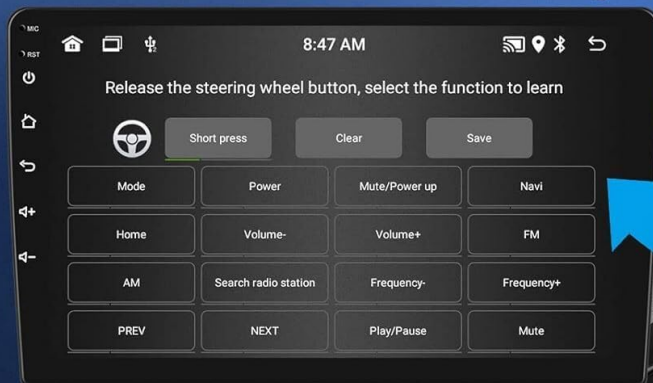 MIC
RST
8:47 AM
Release the steering wheel button, select the function to learn
Short press Clear Save
Mode Power Mute/Power up Navi
Home Volume- Volume+ FM
AM Search radio station Frequency- Frequency+
PREV NEXT Play/Pause Mute